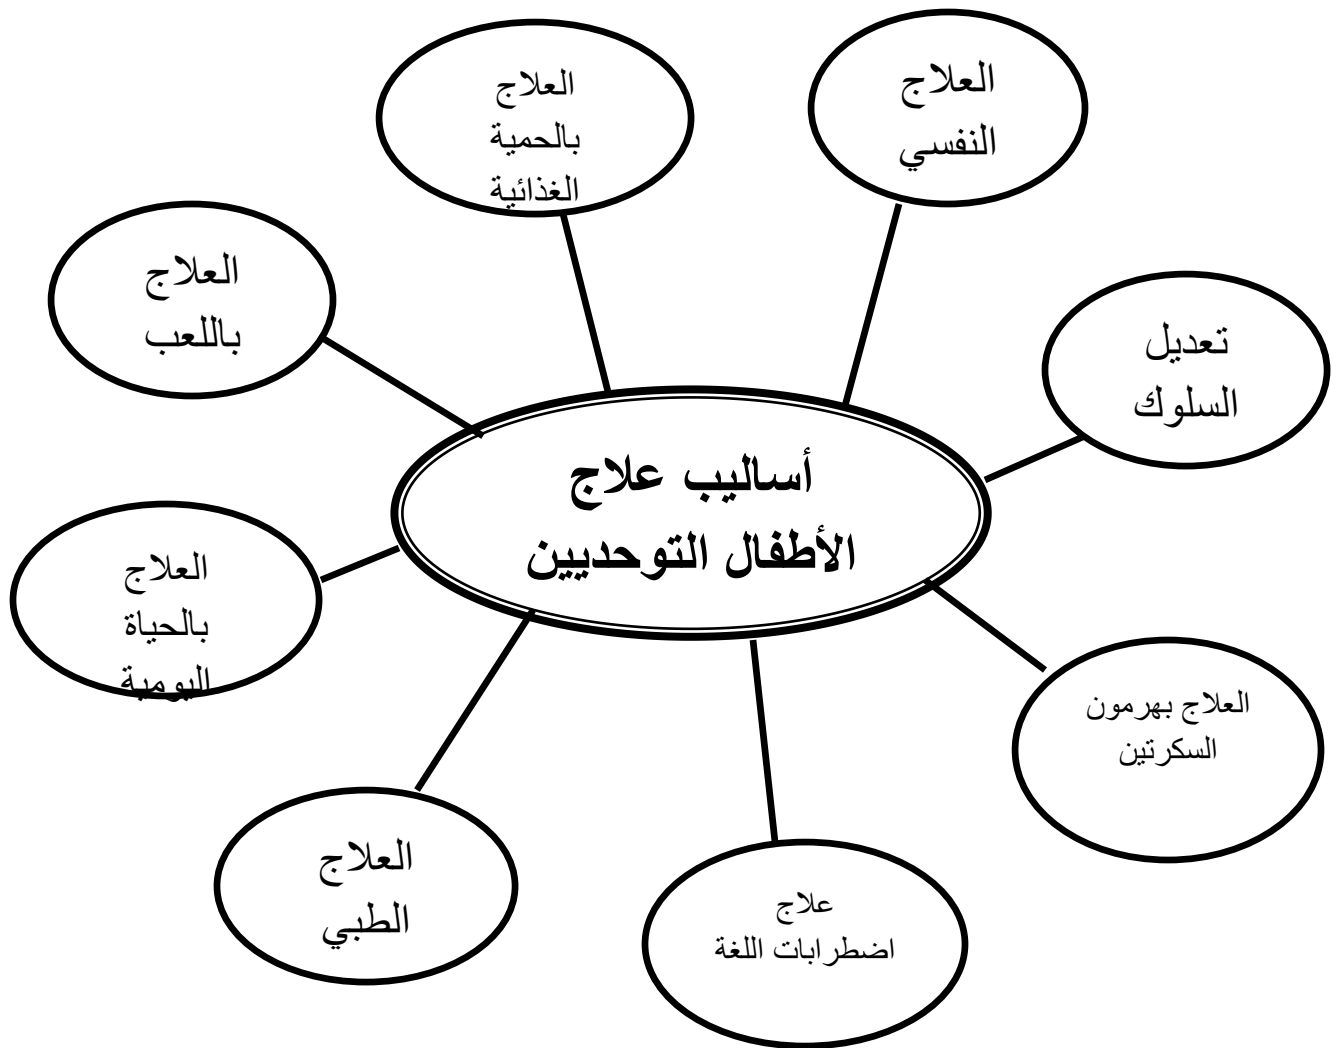 العلاج
النفسي
العلاج
بالحمية
الغذائية
تعديل
السلوك
العلاج
باللعب
أساليب علاج
الأطفال التوحديين
العلاج
بالحياة
اليومية
العلاج بهرمون
السكرتين
العلاج
الطبي
علاج
اضطرابات اللغة